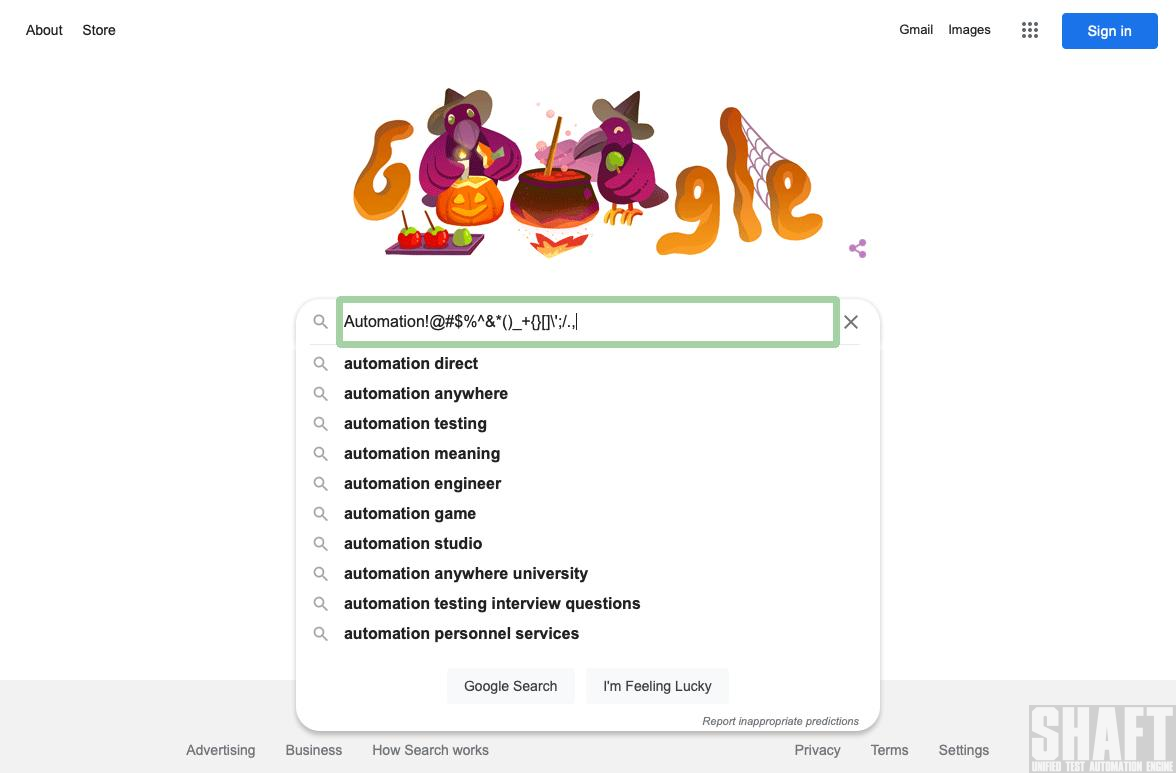 About Store Gmail Images Sign in
Google
Automation!@#$%^&*()_+{}[]\';/.,
automation direct
automation anywhere
automation testing
automation meaning
automation engineer
automation game
automation studio
automation anywhere university
automation testing interview questions
automation personnel services
Google Search I'm Feeling Lucky
Report inappropriate predictions
Advertising Business How Search works Privacy Terms Settings
SHAFT
UNIFIED TEST AUTOMATION ENGINE